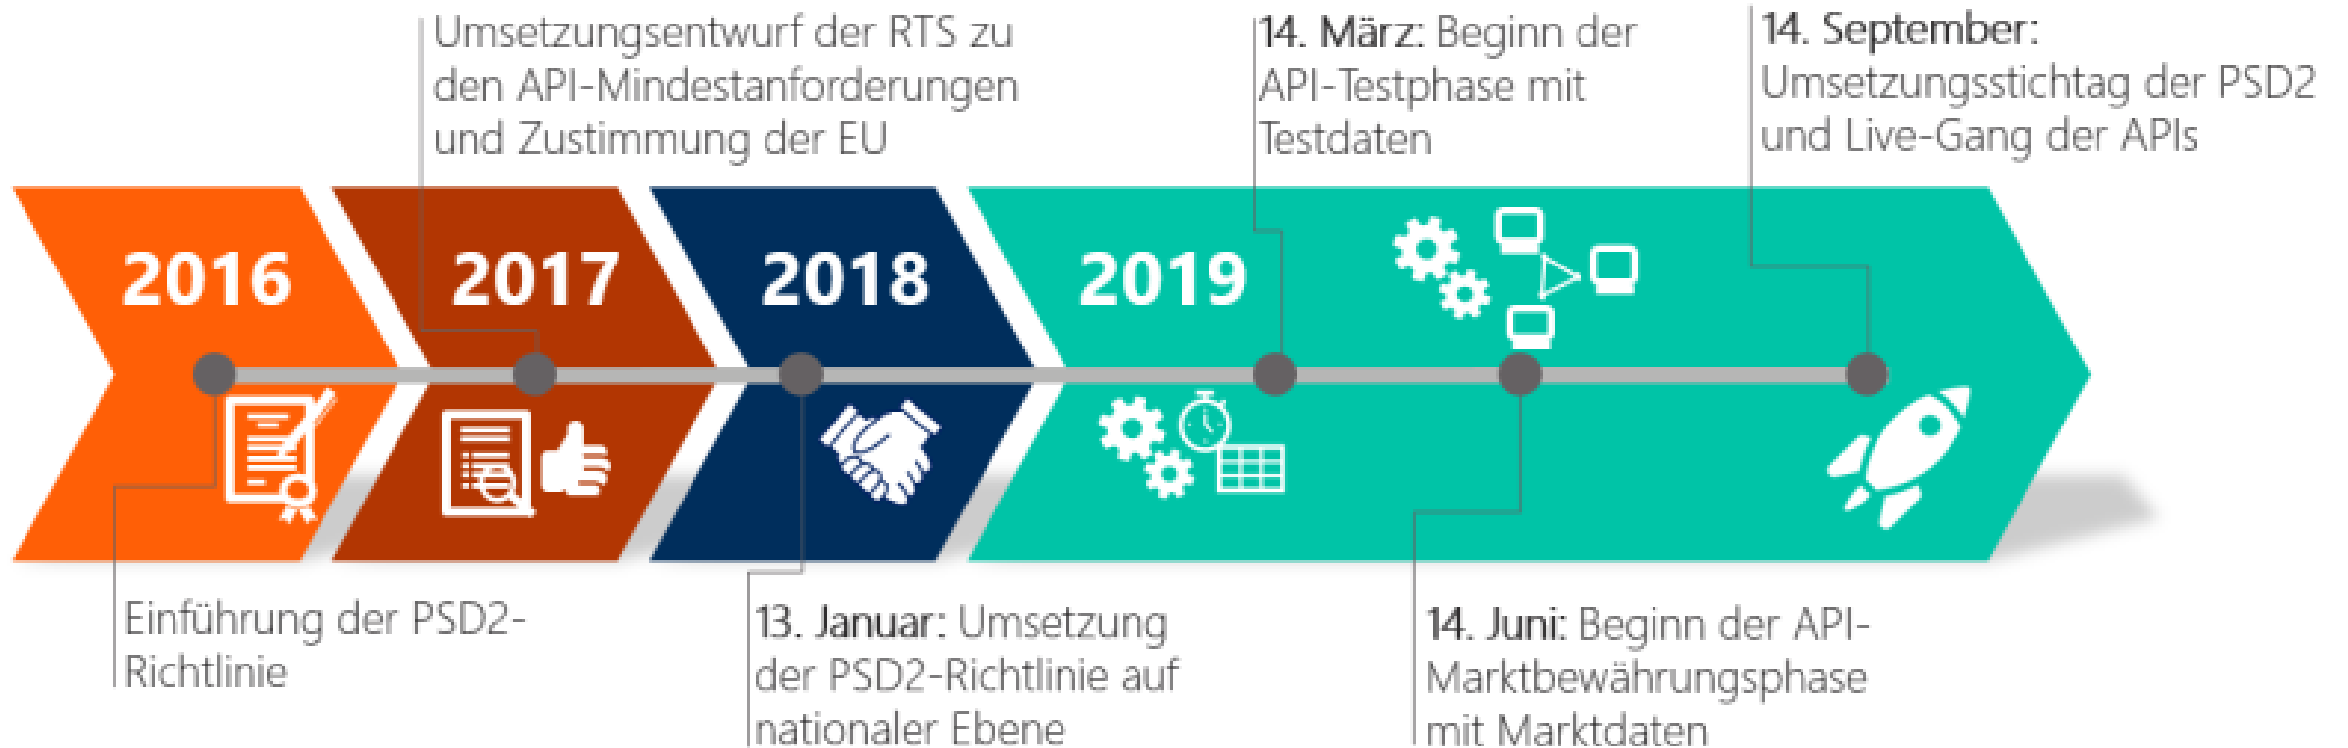 Umsetzungsentwurf der RTS zu
den API-Mindestanforderungen
und Zustimmung der EU
14. März: Beginn der
API-Testphase mit
Testdaten
14. September:
Umsetzungsstichtag der PSD2
und Live-Gang der APIs
2016
2017
2018
2019
Einführung der PSD2-
Richtlinie
13. Januar: Umsetzung
der PSD2-Richtlinie auf
nationaler Ebene
14. Juni: Beginn der API-
Marktbewährungsphase
mit Marktdaten